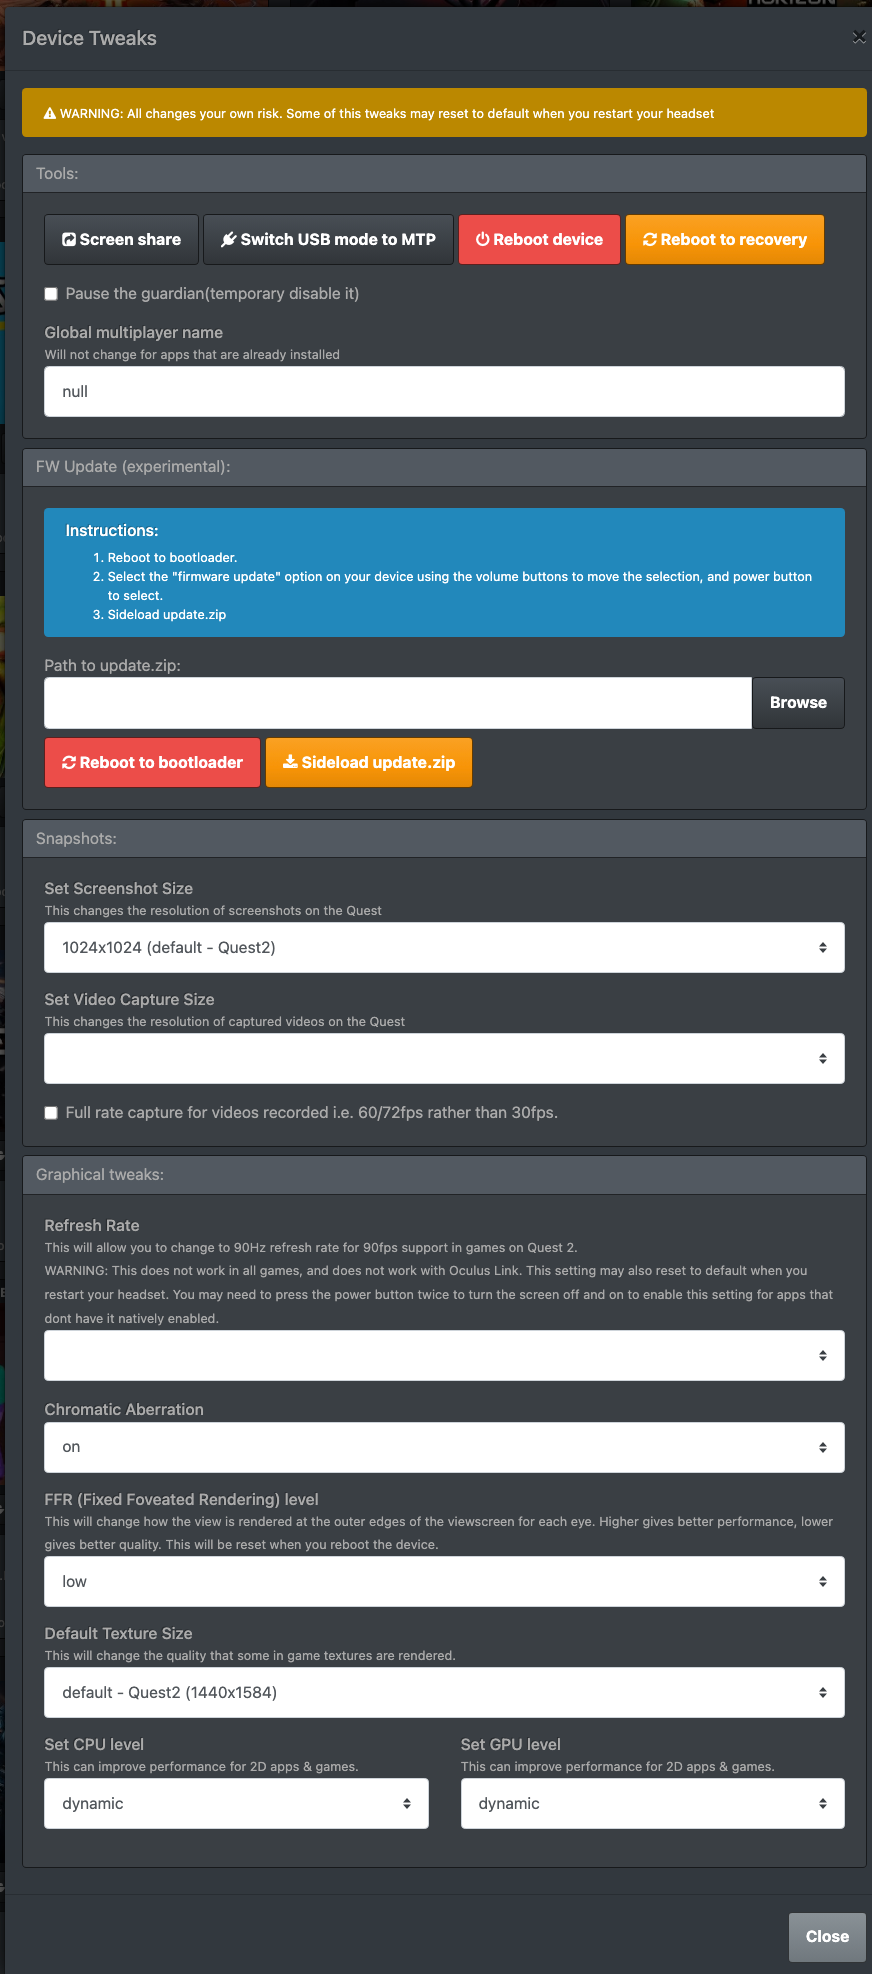 HORIZON
Device Tweaks
WARNING: All changes your own risk. Some of this tweaks may reset to default when you restart your headset
Tools:
Screen share
Switch USB mode to MTP
Reboot device
Reboot to recovery
Pause the guardian(temporary disable it)
Global multiplayer name
Will not change for apps that are already installed
null
FW Update (experimental):
Instructions:
1. Reboot to bootloader.
2. Select the "firmware update" option on your device using the volume buttons to move the selection, and power button
to select.
3. Sideload update.zip
Path to update.zip:
Browse
Reboot to bootloader
Sideload update.zip
Snapshots:
Set Screenshot Size
This changes the resolution of screenshots on the Quest
1024x1024 (default - Quest2)
Set Video Capture Size
This changes the resolution of captured videos on the Quest
Full rate capture for videos recorded i.e. 60/72fps rather than 30fps.
Graphical tweaks:
Refresh Rate
This will allow you to change to 90Hz refresh rate for 90fps support in games on Quest 2.
WARNING: This does not work in all games, and does not work with Oculus Link. This setting may also reset to default when you
restart your headset. You may need to press the power button twice to turn the screen off and on to enable this setting for apps that
dont have it natively enabled.
Chromatic Aberration
on
FFR (Fixed Foveated Rendering) level
This will change how the view is rendered at the outer edges of the viewscreen for each eye. Higher gives better performance, lower
gives better quality. This will be reset when you reboot the device.
low
Default Texture Size
This will change the quality that some in game textures are rendered.
default - Quest2 (1440x1584)
Set CPU level
This can improve performance for 2D apps & games.
dynamic
Set GPU level
This can improve performance for 2D apps & games.
dynamic
Close